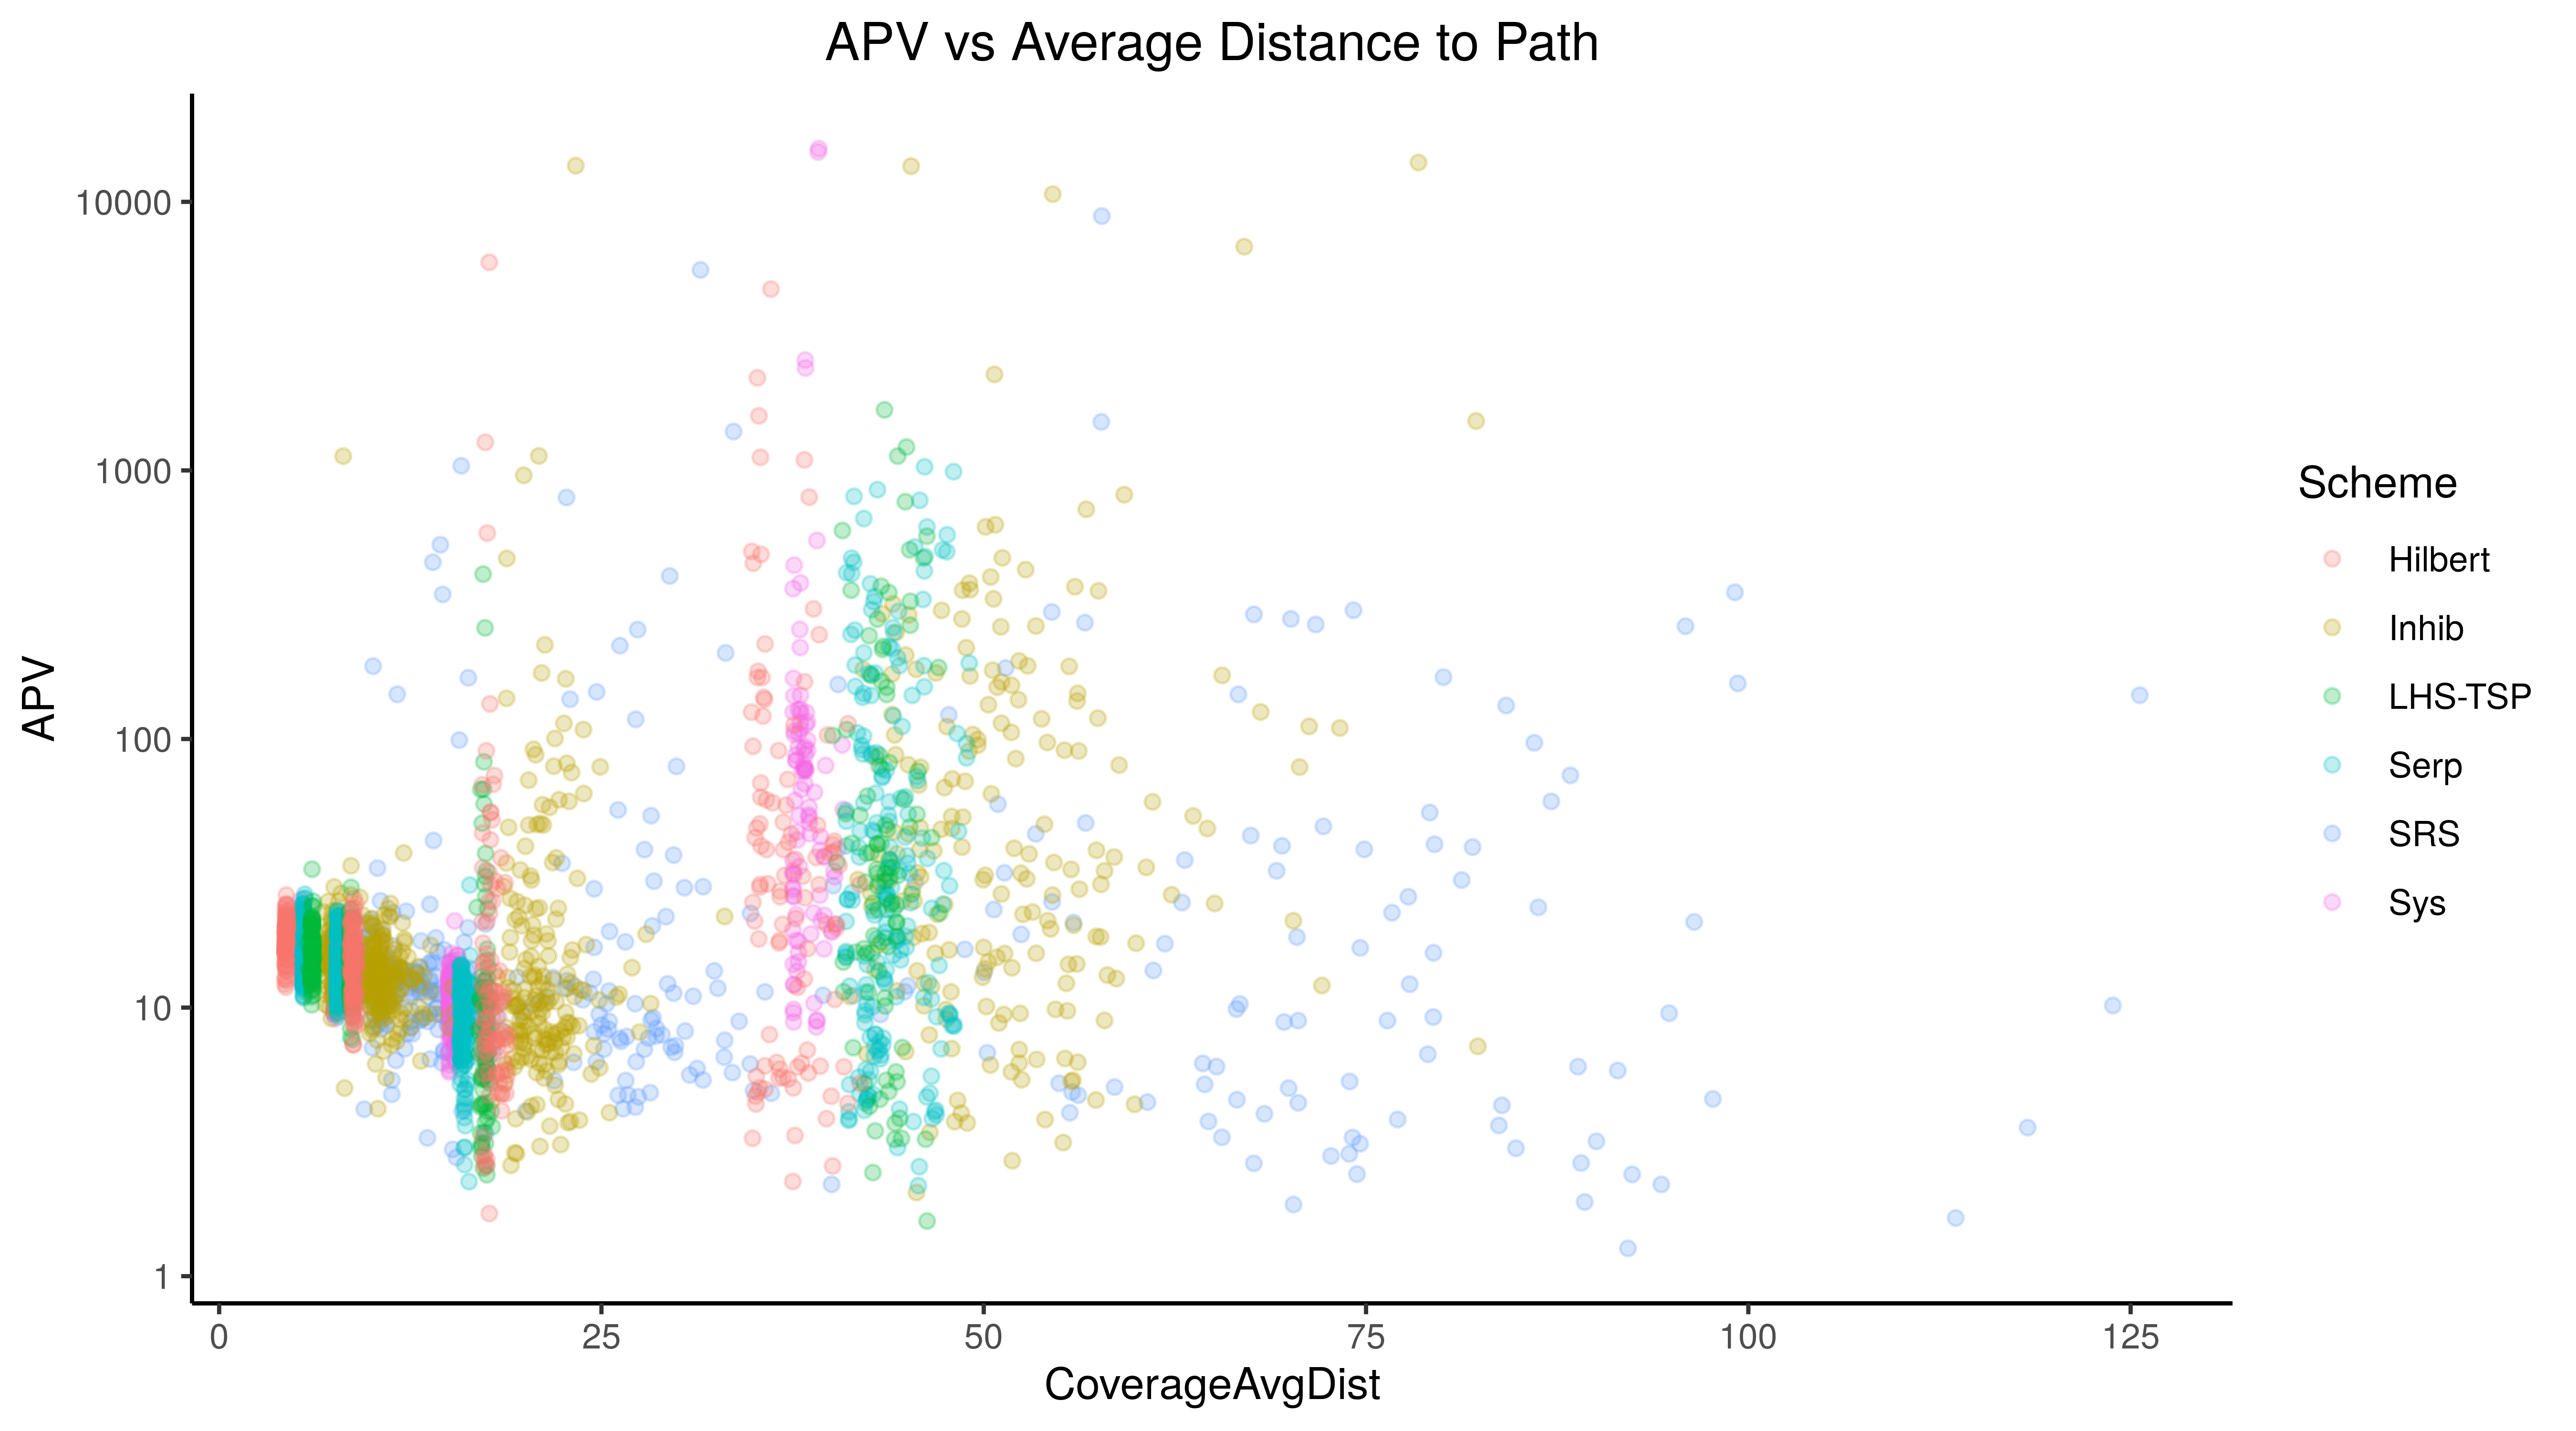 APV vs Average Distance to Path
APV
10000
1000
100
10
1
0 25 50 75 100 125
CoverageAvgDist
Scheme
Hilbert
Inhib
LHS-TSP
Serp
SRS
Sys